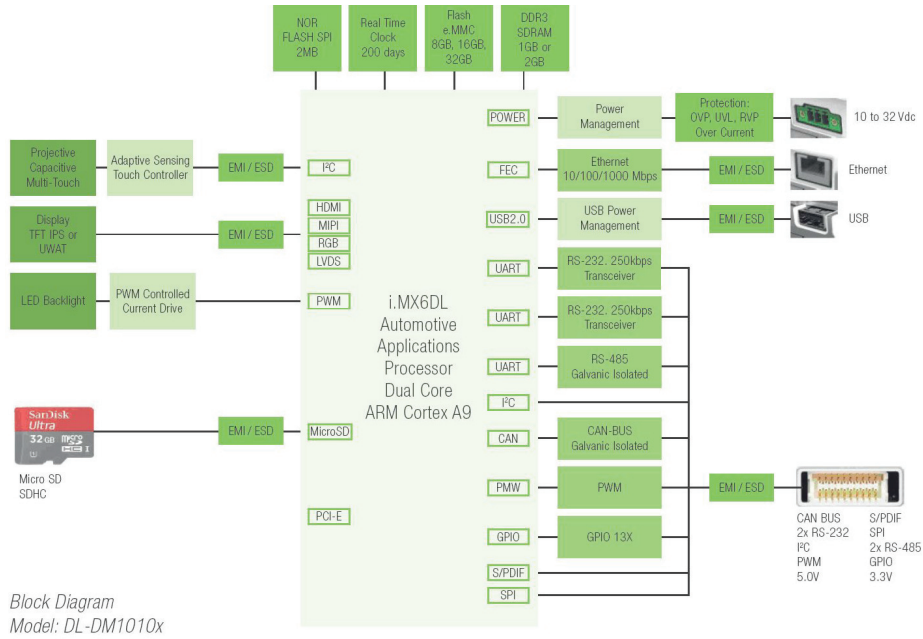 NOR
FLASH SPI
2MB
Real Time
Clock
200 days
Flash
e.MMC
8GB, 16GB,
32GB
DDR3
SDRAM
1GB or
2GB
POWER
Power
Management
Protection:
OVP, UVL, RVP
Over Current
10 to 32 Vdc
Projective
Capacitive
Multi-Touch
Adaptive Sensing
Touch Controller
EMI / ESD
I²C
FEC
Ethernet
10/100/1000 Mbps
EMI / ESD
Ethernet
Display
TFT IPS or
UWAT
EMI / ESD
HDMI
MIPI
RGB
LVDS
USB2.0
USB Power
Management
EMI / ESD
USB
UART
RS-232. 250kbps
Transceiver
LED Backlight
PWM Controlled
Current Drive
PWM
UART
RS-232. 250kbps
Transceiver
i.MX6DL
Automotive
Applications
Processor
Dual Core
ARM Cortex A9
UART
RS-485
Galvanic Isolated
I²C
SanDisk
Ultra
32 GB micro
HC I
Micro SD
SDHC
EMI / ESD
MicroSD
CAN
CAN-BUS
Galvanic Isolated
PMW
PWM
EMI / ESD
PCI-E
GPIO
GPIO 13X
S/PDIF
SPI
CAN BUS S/PDIF
2x RS-232 SPI
I²C 2x RS-485
PWM GPIO
5.0V 3.3V
Block Diagram
Model: DL-DM1010x